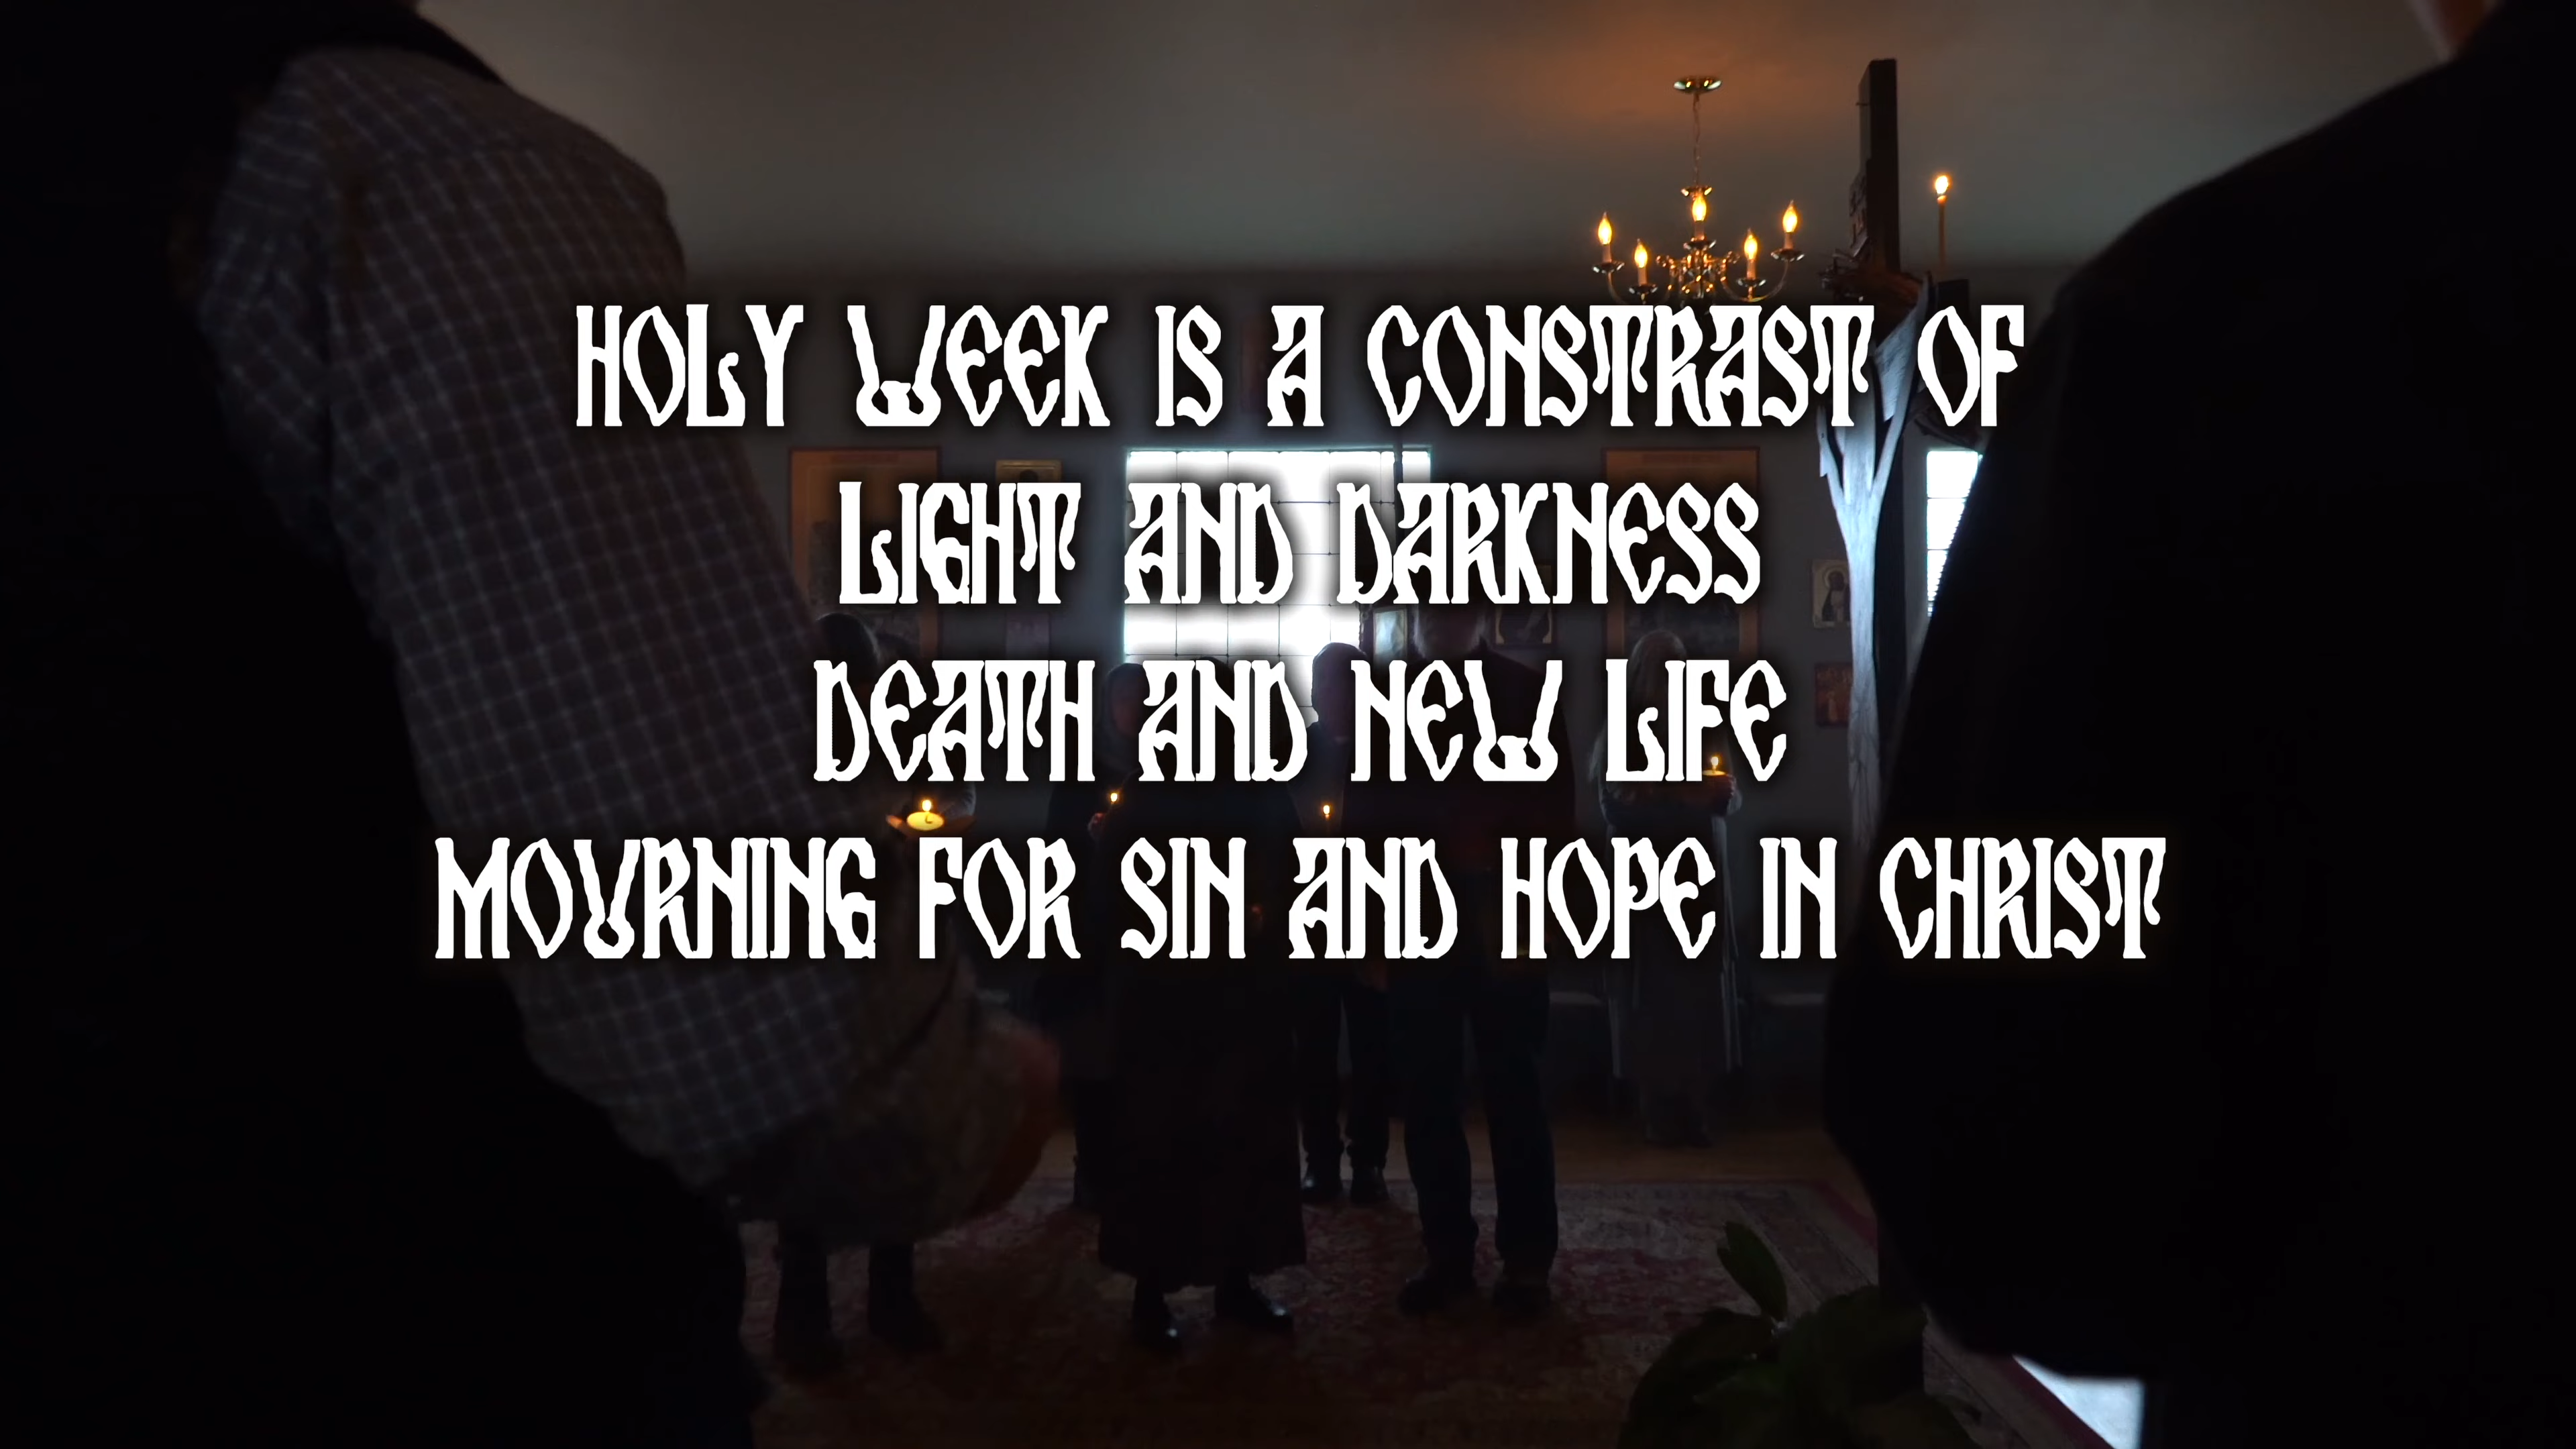 HOLY WEEK IS A CONSTRAST OF
LIGHT AND DARKNESS
DEATH AND NEW LIFE
MOURNING FOR SIN AND HOPE IN CHRIST